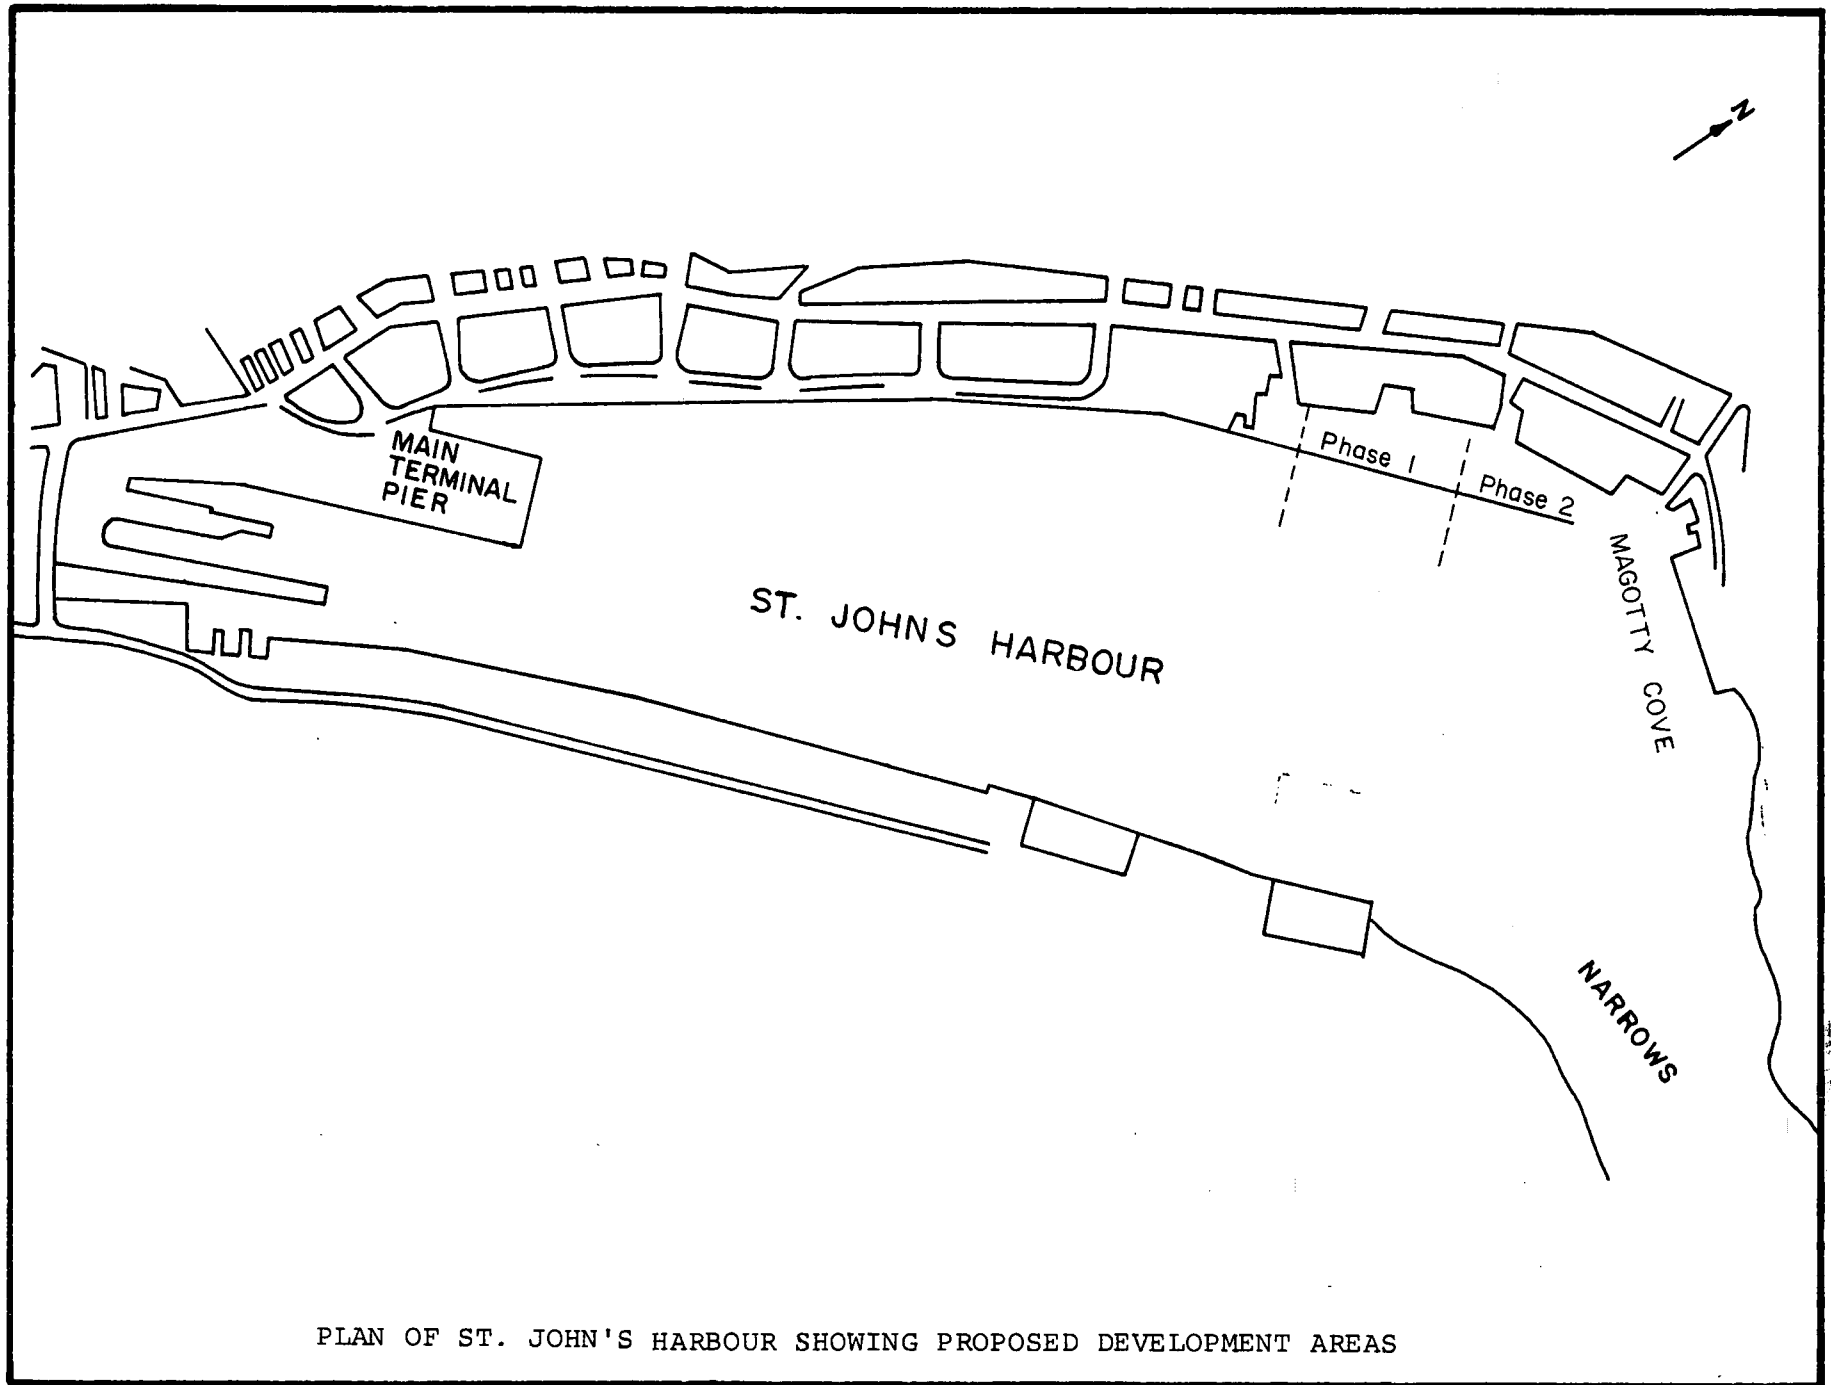 N
MAIN
TERMINAL
PIER
Phase 1
Phase 2
MAGOTTY COVE
ST. JOHNS HARBOUR
NARROWS
PLAN OF ST. JOHN'S HARBOUR SHOWING PROPOSED DEVELOPMENT AREAS